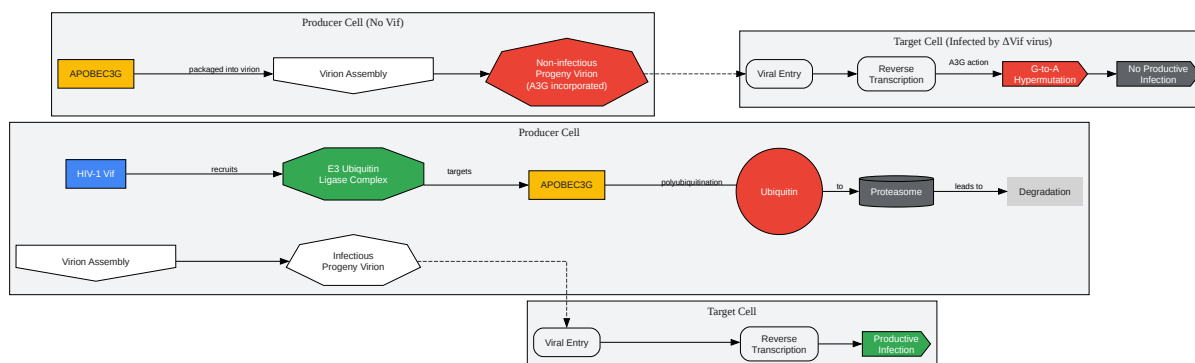 Producer Cell (No Vif)
APOBEC3G
packaged into virion
Virion Assembly
Non-infectious
Progeny Virion
(A3G incorporated)
Target Cell (Infected by ΔVif virus)
Viral Entry
Reverse
Transcription
A3G action
G-to-A
Hypermutation
No Productive
Infection
Producer Cell
HIV-1 Vif
recruits
E3 Ubiquitin
Ligase Complex
targets
APOBEC3G
polyubiquitination
Ubiquitin
to
Proteasome
leads to
Degradation
Virion Assembly
Infectious
Progeny Virion
Target Cell
Viral Entry
Reverse
Transcription
Productive
Infection